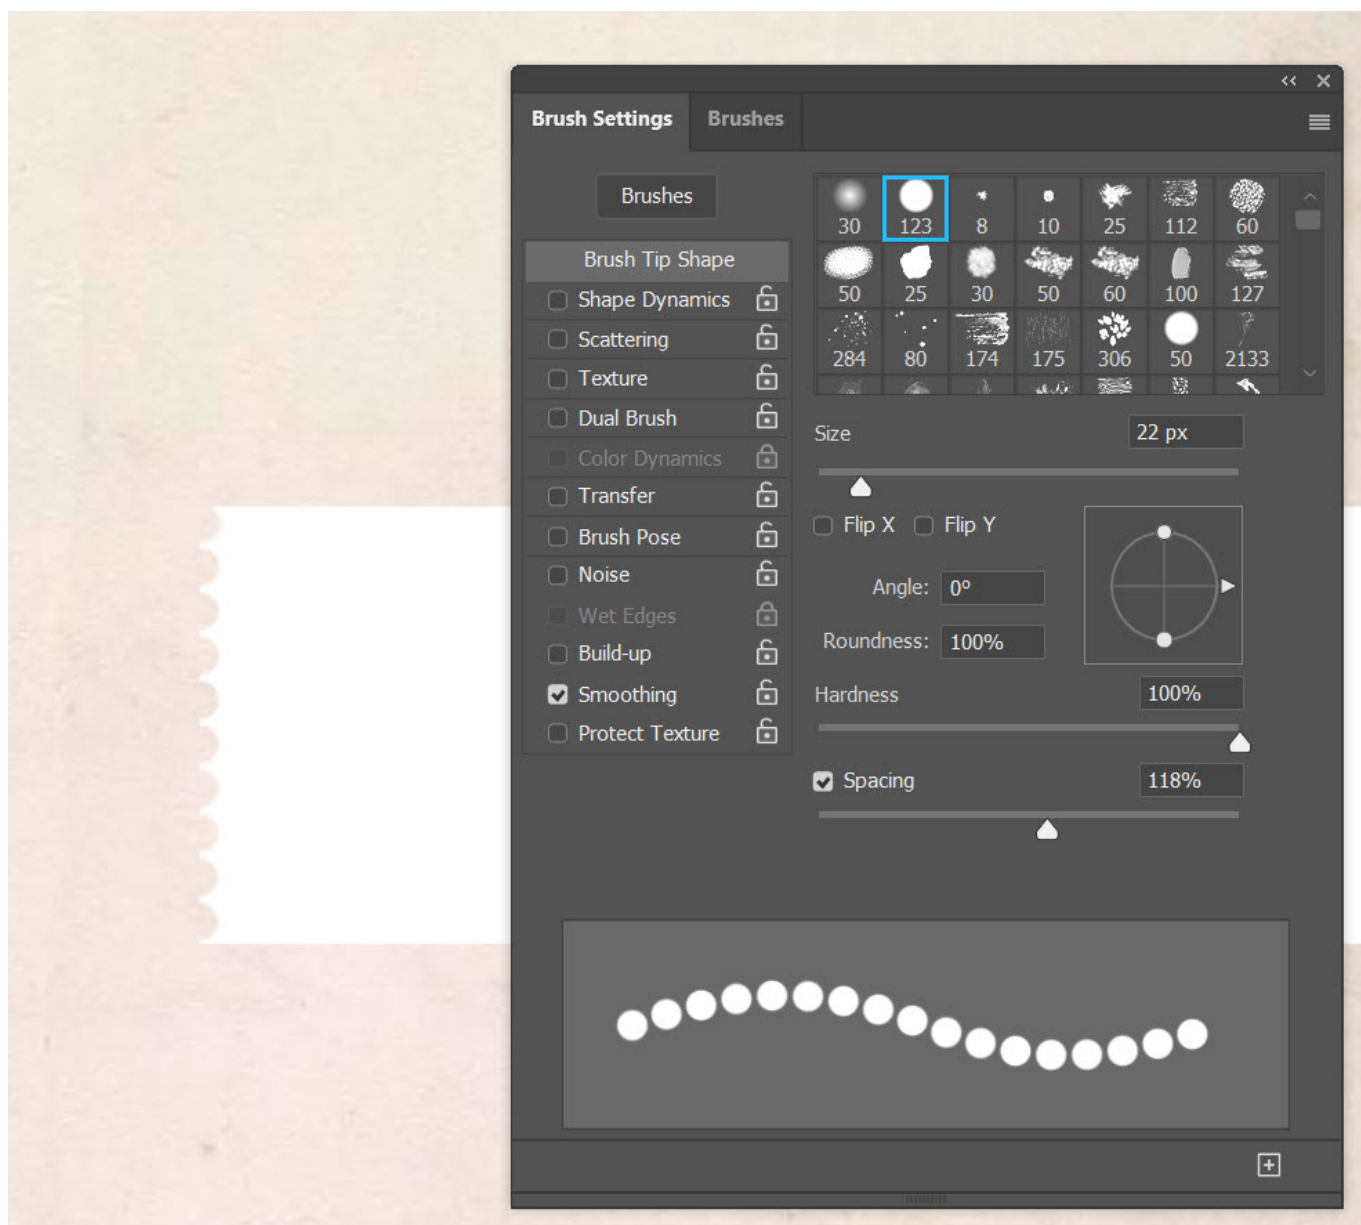 Brush Settings Brushes
Brushes
Brush Tip Shape
Shape Dynamics
Scattering
Texture
Dual Brush
Color Dynamics
Transfer
Brush Pose
Noise
Wet Edges
Build-up
Smoothing
Protect Texture
30 123 8 10 25 112 60
50 25 30 50 60 100 127
284 80 174 175 306 50 2133
Size 22 px
Flip X Flip Y
Angle: 0°
Roundness: 100%
Hardness 100%
Spacing 118%